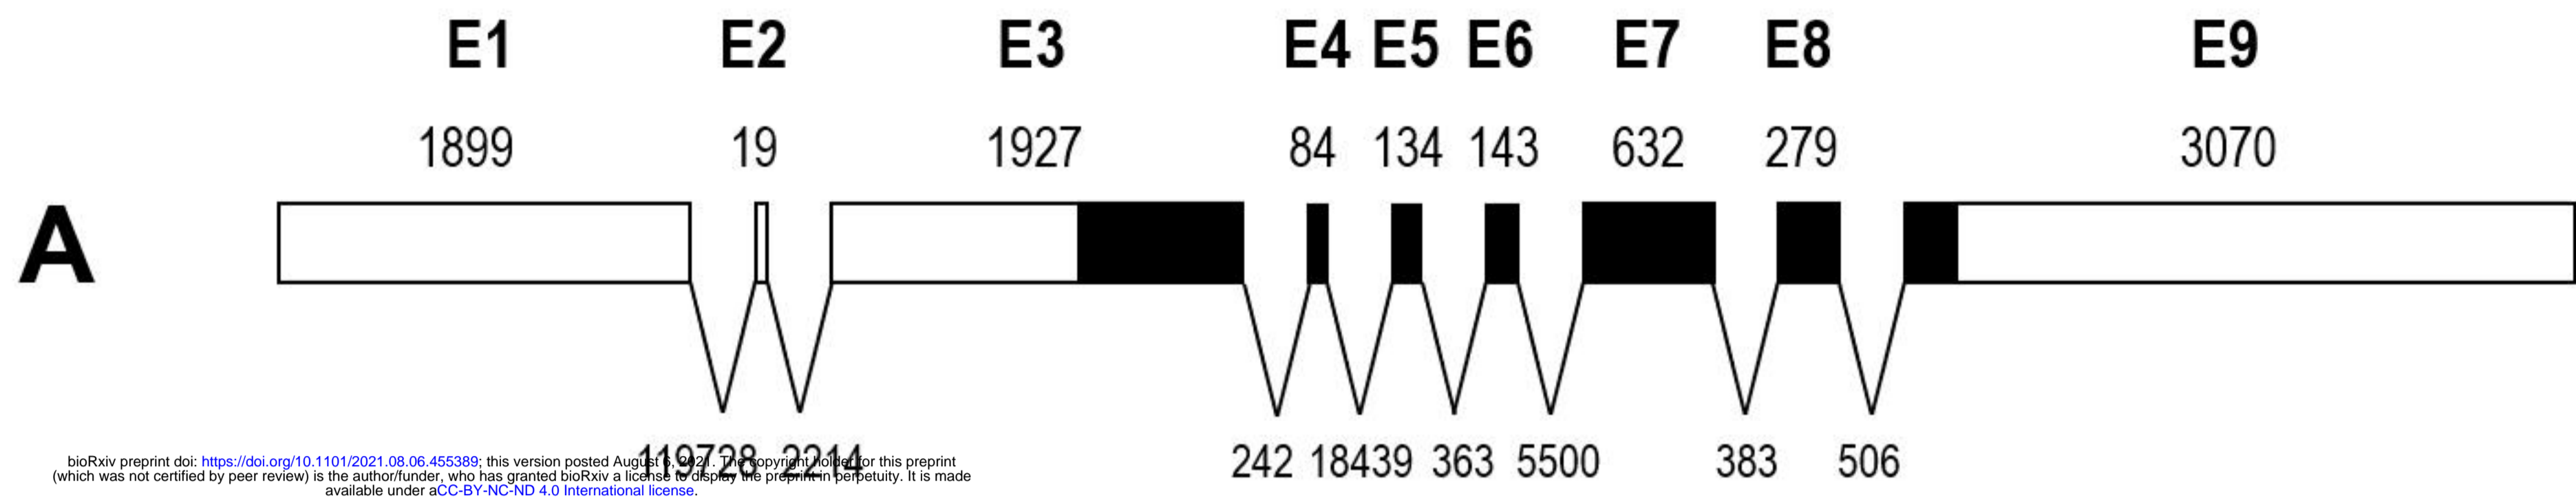 E1 E2 E3 E4 E5 E6 E7 E8 E9
1899 19 1927 84 134 143 632 279 3070
A
119728 2214 242 18439 363 5500 383 506
bioRxiv preprint doi: https://doi.org/10.1101/2021.08.06.455389; this version posted August 6, 2021. The copyright holder for this preprint
(which was not certified by peer review) is the author/funder, who has granted bioRxiv a license to display the preprint in perpetuity. It is made
available under aCC-BY-NC-ND 4.0 International license.